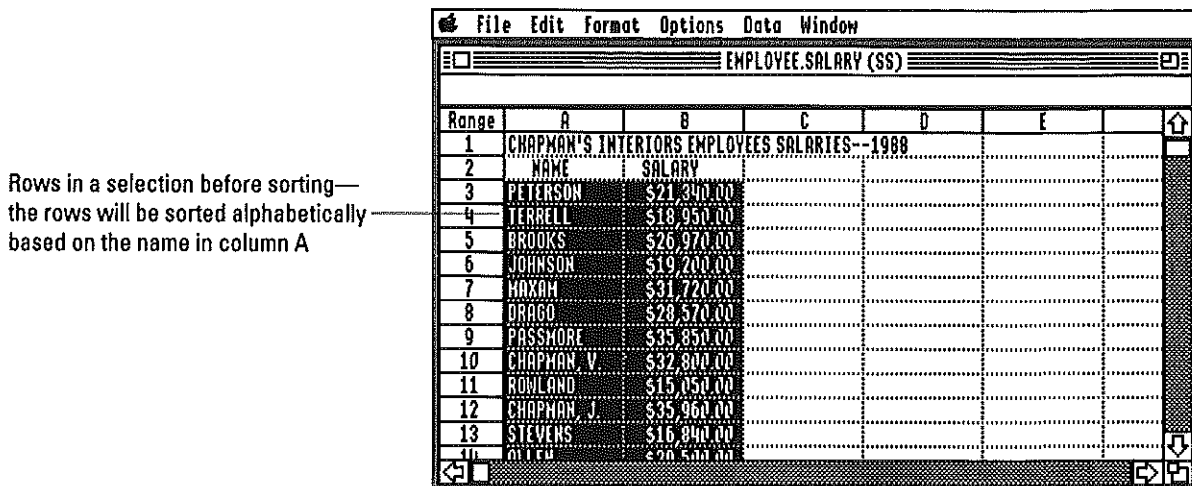 File Edit Format Options Data Window
EMPLOYEE.SALARY (SS)
Range A B C D E
1 CHAPMAN'S INTERIORS EMPLOYEES SALARIES--1988
2 NAME SALARY
3 PETERSON $21,340.00
Rows in a selection before sorting—
the rows will be sorted alphabetically
based on the name in column A
4 TERRELL $18,950.00
5 BROOKS $26,970.00
6 JOHNSON $19,200.00
7 MAXAM $31,720.00
8 DRAGO $28,570.00
9 PASSMORE $35,850.00
10 CHAPMAN, V. $32,800.00
11 ROWLAND $15,050.00
12 CHAPMAN, J. $35,960.00
13 STEVENS $16,840.00
14